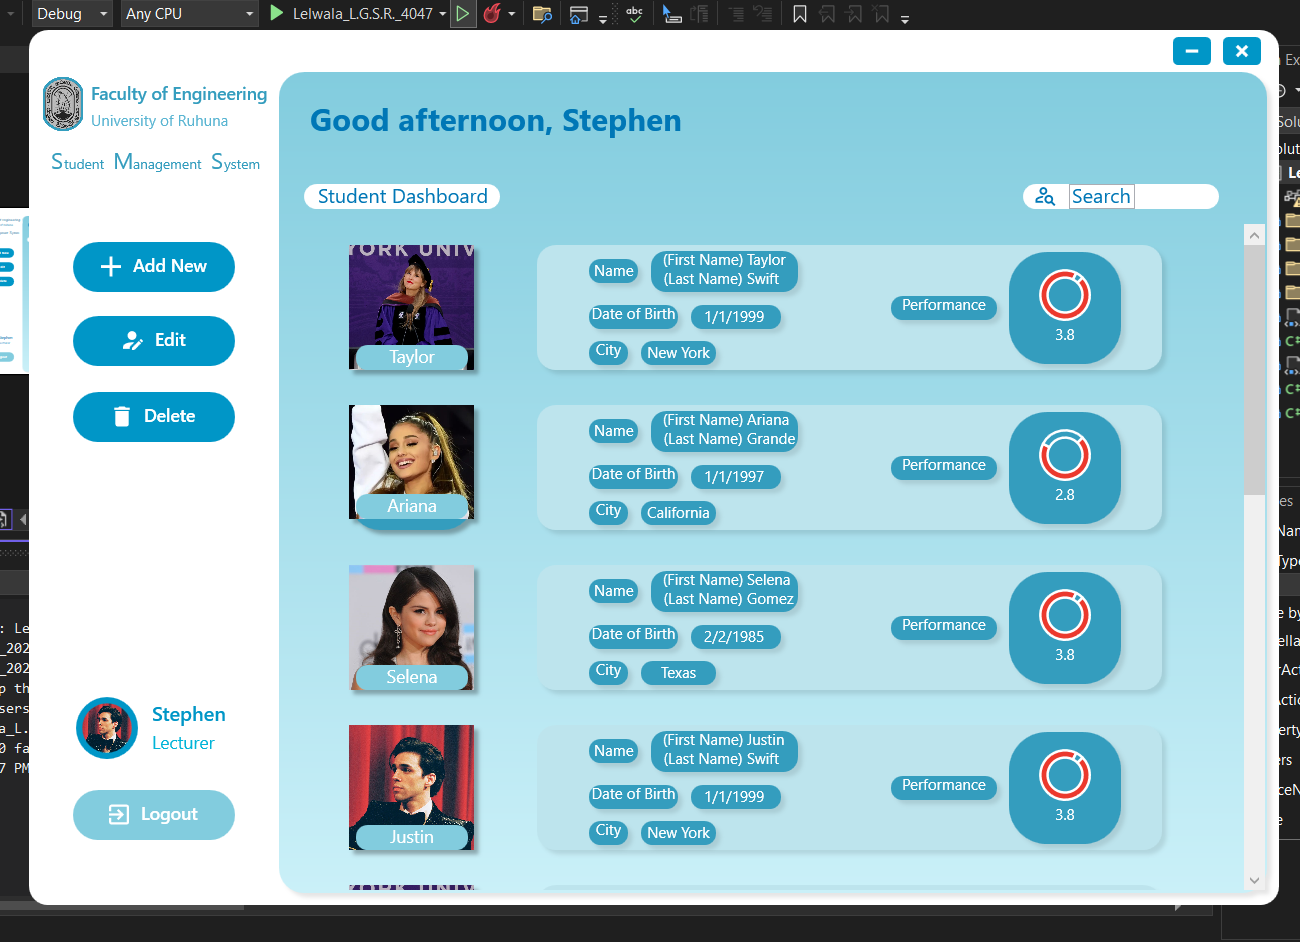 Debug Any CPU Lelwala_L.G.S.R._4047 abc
Faculty of Engineering
University of Ruhuna
Student Management System
Add New
Edit
Delete
Stephen
Lecturer
Logout
Good afternoon, Stephen
Student Dashboard
Search
YORK UNIV
Taylor
Name
(First Name) Taylor
(Last Name) Swift
Date of Birth 1/1/1999
City New York
Performance
3.8
Ariana
Name
(First Name) Ariana
(Last Name) Grande
Date of Birth 1/1/1997
City California
Performance
2.8
Selena
Name
(First Name) Selena
(Last Name) Gomez
Date of Birth 2/2/1985
City Texas
Performance
3.8
Justin
Name
(First Name) Justin
(Last Name) Swift
Date of Birth 1/1/1999
City New York
Performance
3.8